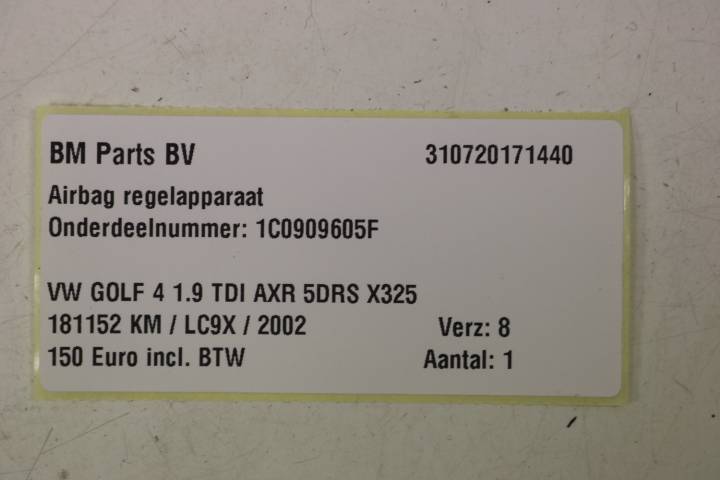 BM Parts BV 310720171440
Airbag regelapparaat
Onderdeelnummer: 1C0909605F
VW GOLF 4 1.9 TDI AXR 5DRS X325
181152 KM / LC9X / 2002 Verz: 8
150 Euro incl. BTW Aantal: 1